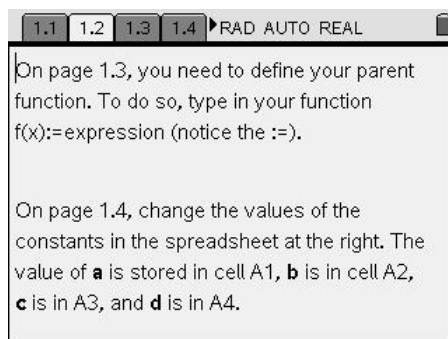 1.1 1.2 1.3 1.4 RAD AUTO REAL
On page 1.3, you need to define your parent
function. To do so, type in your function
f(x):=expression (notice the :=).
On page 1.4, change the values of the
constants in the spreadsheet at the right. The
value of a is stored in cell A1, b is in cell A2,
c is in A3, and d is in A4.